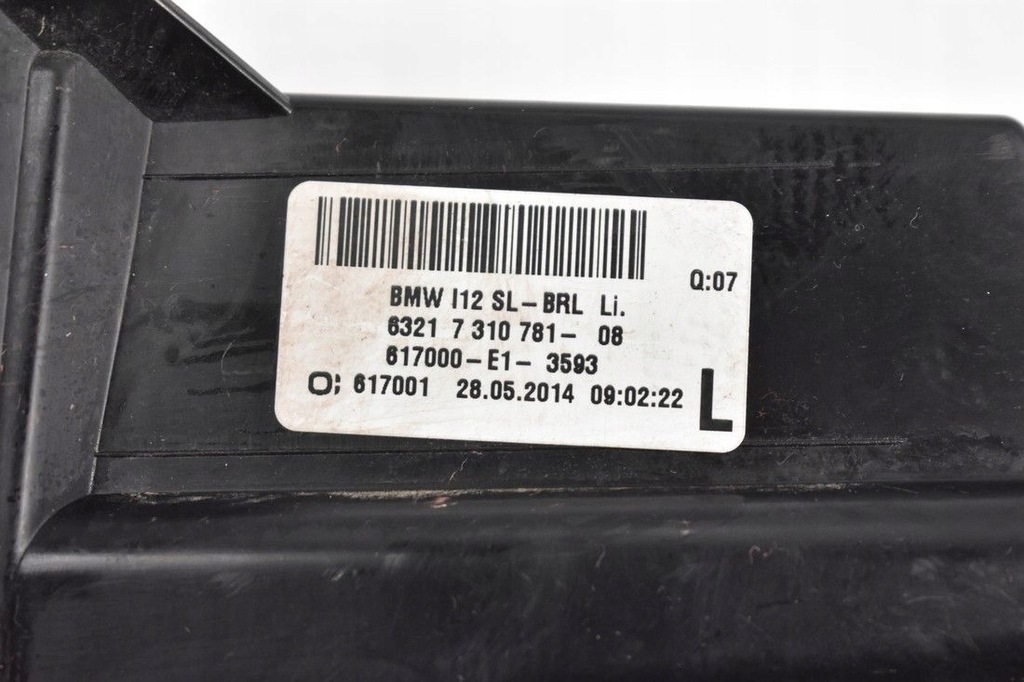 Q:07
BMW I12 SL-BRL Li.
6321 7 310 781- 08
617000-E1- 3593
617001 28.05.2014 09:02:22
L